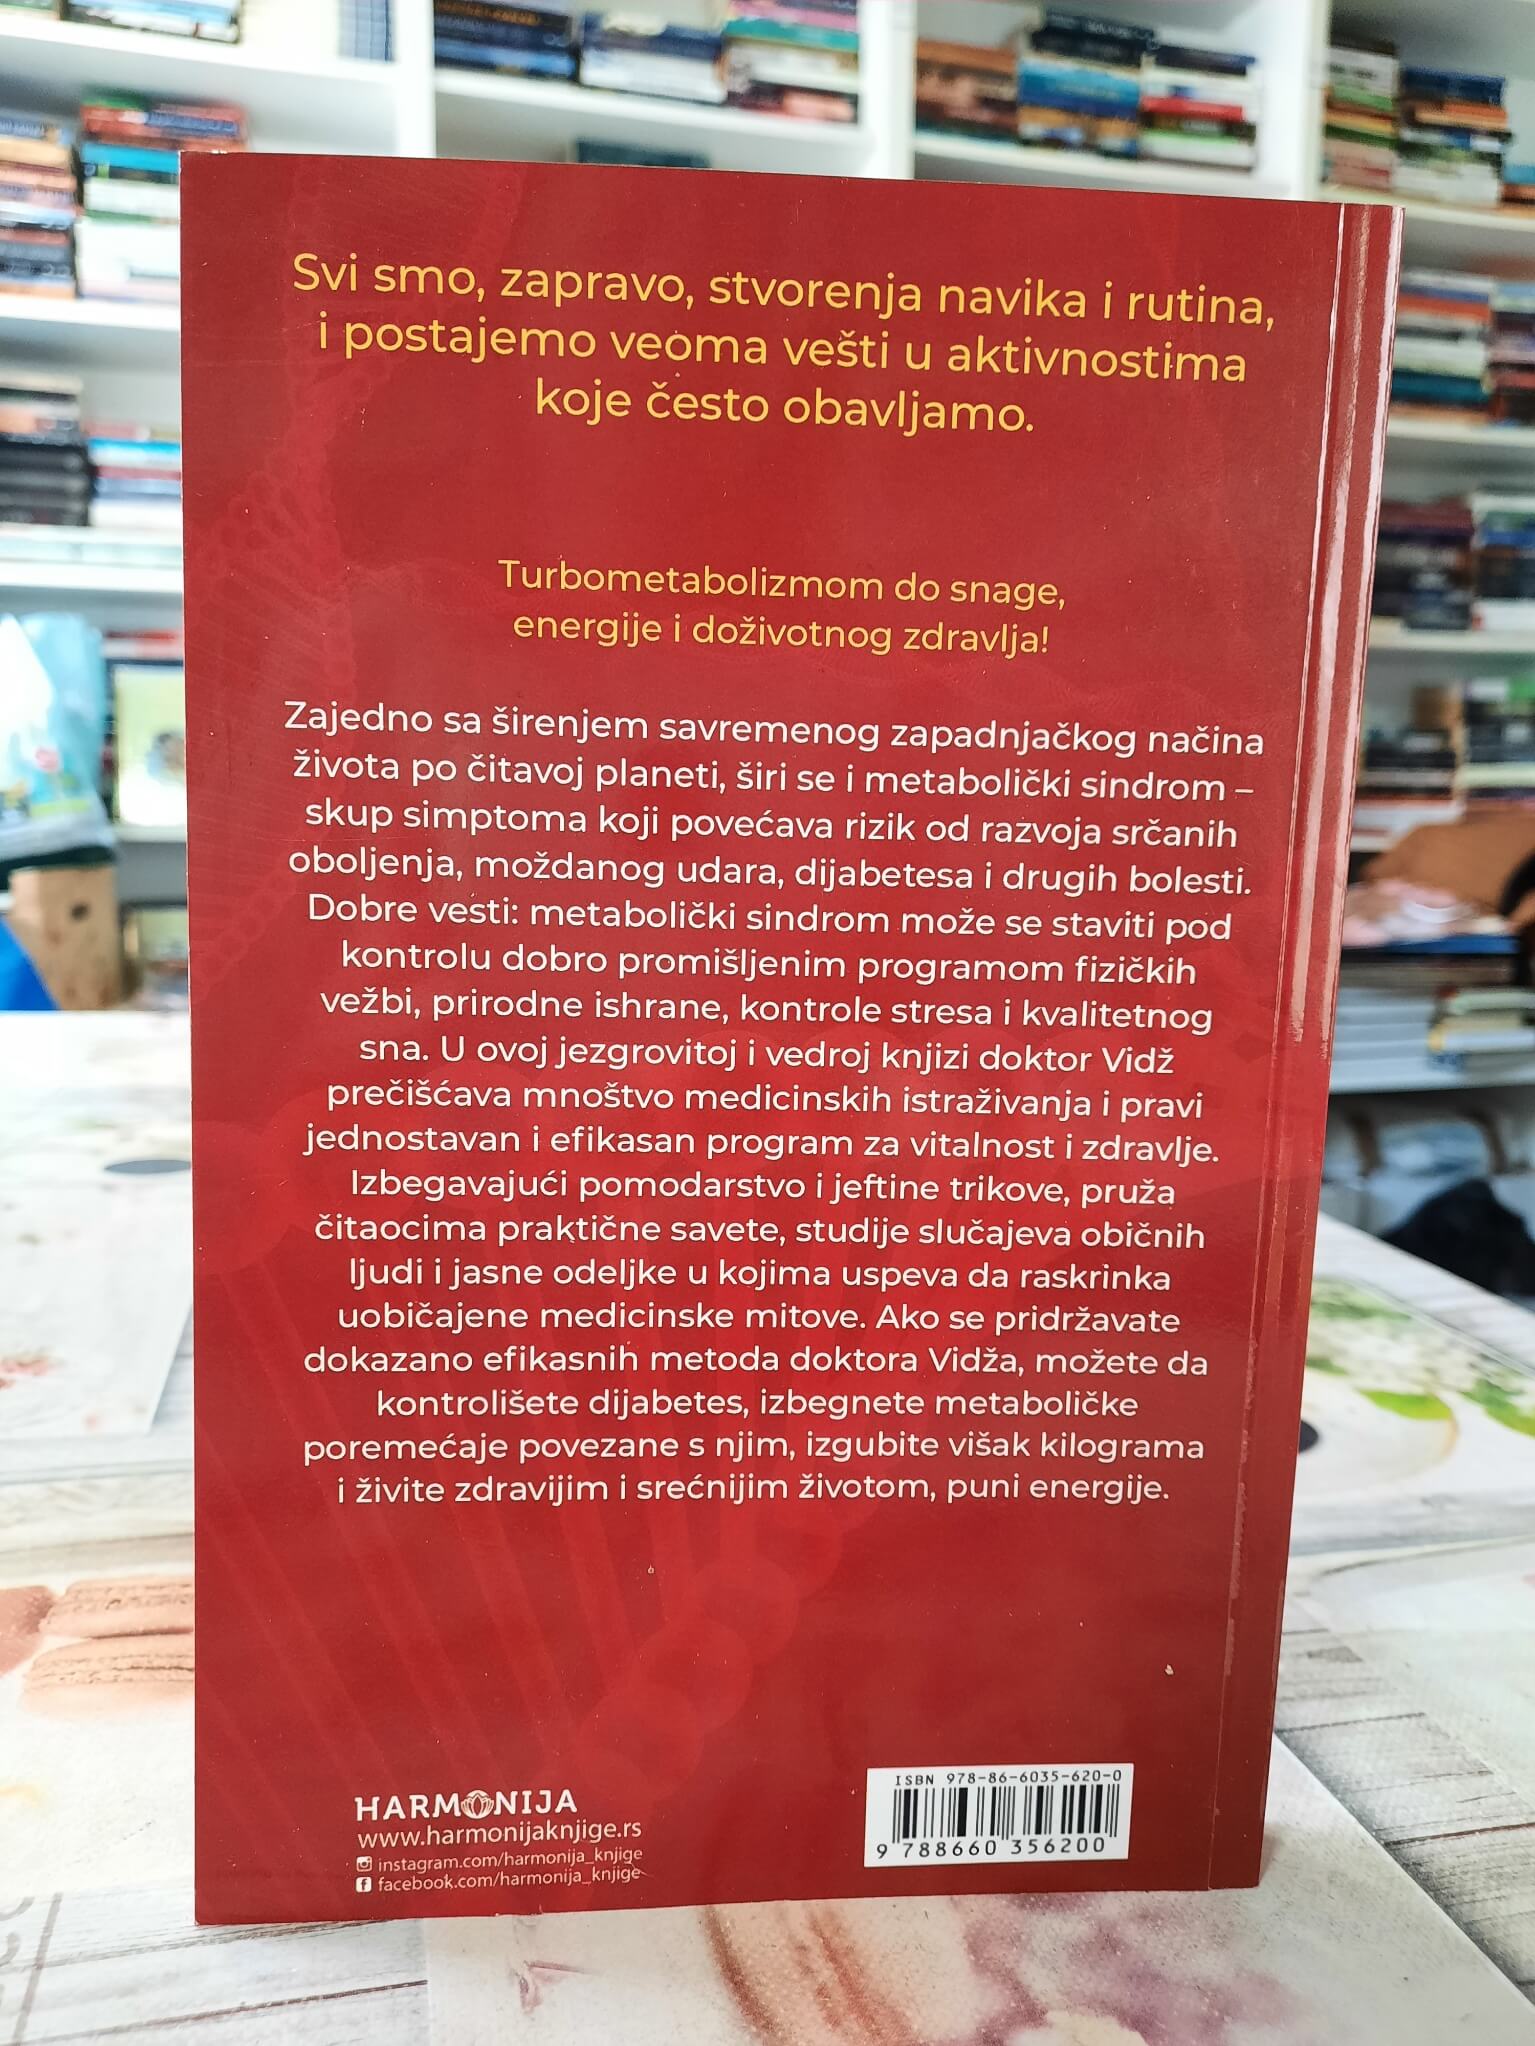 Svi smo, zapravo, stvorenja navika i rutina,
i postajemo veoma vešti u aktivnostima
koje često obavljamo.
Turbometabolizmom do snage,
energije i doživotnog zdravlja!
Zajedno sa širenjem savremenog zapadnjačkog načina
života po čitavoj planeti, širi se i metabolički sindrom –
skup simptoma koji povećava rizik od razvoja srčanih
oboljenja, moždanog udara, dijabetesa i drugih bolesti.
Dobre vesti: metabolički sindrom može se staviti pod
kontrolu dobro promišljenim programom fizičkih
vežbi, prirodne ishrane, kontrole stresa i kvalitetnog
sna. U ovoj jezgrovitoj i vedroj knjizi doktor Vidž
prečišćava mnoštvo medicinskih istraživanja i pravi
jednostavan i efikasan program za vitalnost i zdravlje.
Izbegavajući pomodarstvo i jeftine trikove, pruža
čitaocima praktične savete, studije slučajeva običnih
ljudi i jasne odeljke u kojima uspeva da raskrinka
uobičajene medicinske mitove. Ako se pridržavate
dokazano efikasnih metoda doktora Vidža, možete da
kontrolišete dijabetes, izbegnete metaboličke
poremećaje povezane s njim, izgubite višak kilograma
i živite zdravijim i srećnijim životom, puni energije.
HARMONIJA
www.harmonijaknjige.rs
instagram.com/harmonija_knjige
facebook.com/harmonija_knjige
ISBN 978-86-6035-620-0
9 788660 356200